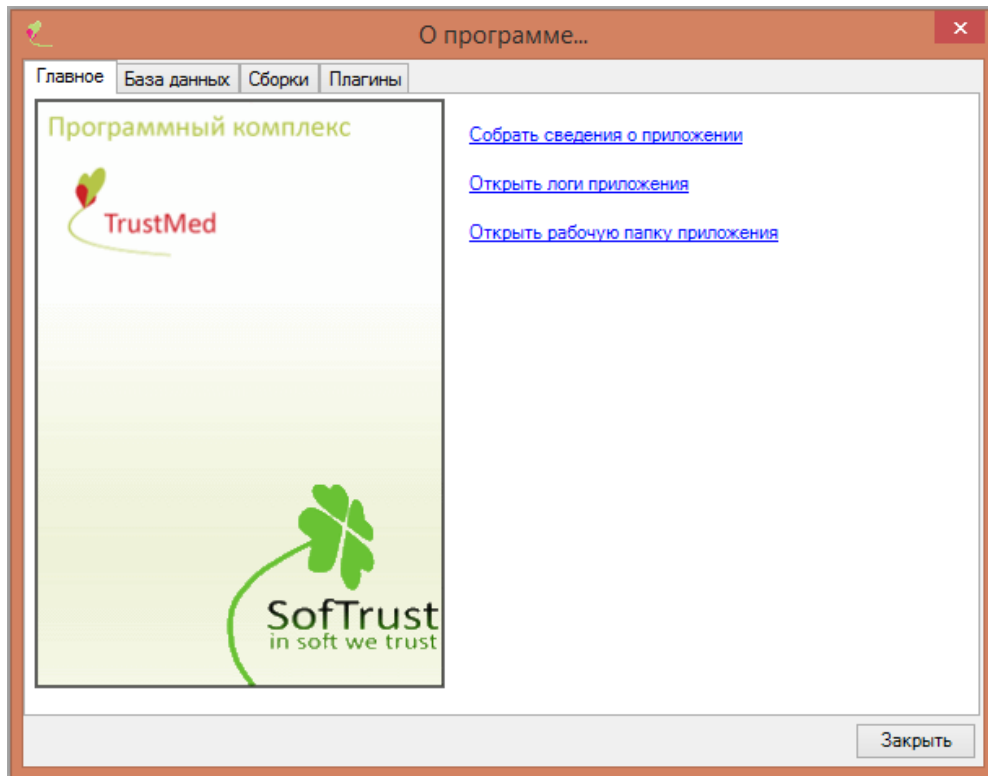 О программе...
Главное
База данных
Сборки
Плагины
Программный комплекс
TrustMed
SofTrust
in soft we trust
Собрать сведения о приложении
Открыть логи приложения
Открыть рабочую папку приложения
Закрыть